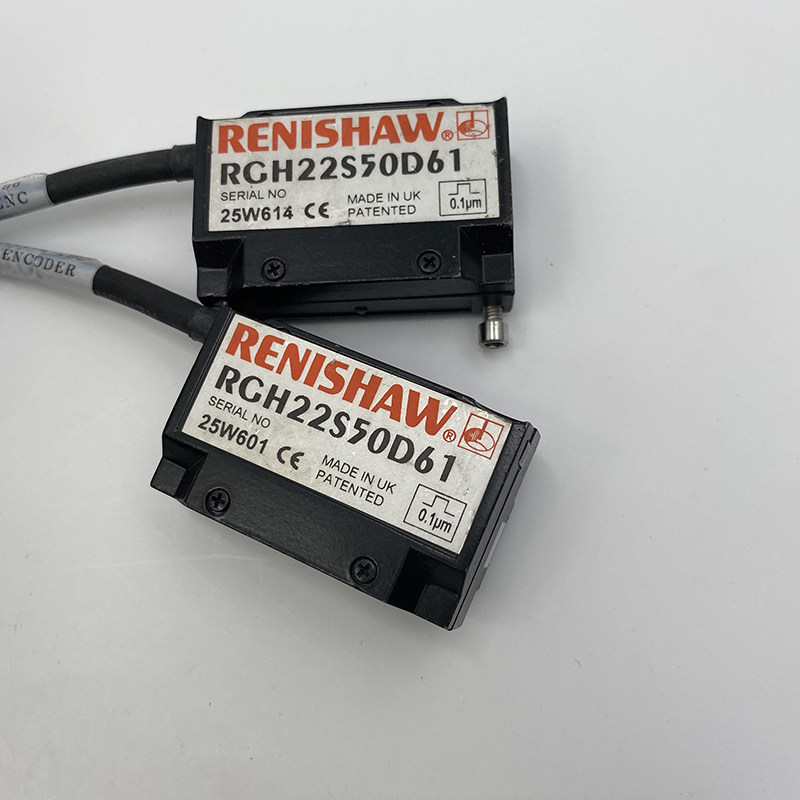 RENISHAW®
RGH22S50D61
SERIAL NO
25W614 CE
MADE IN UK
PATENTED
0.1µm
ENC
ENCODER
RENISHAW®
RGH22S50D61
SERIAL NO
25W601 CE
MADE IN UK
PATENTED
0.1µm